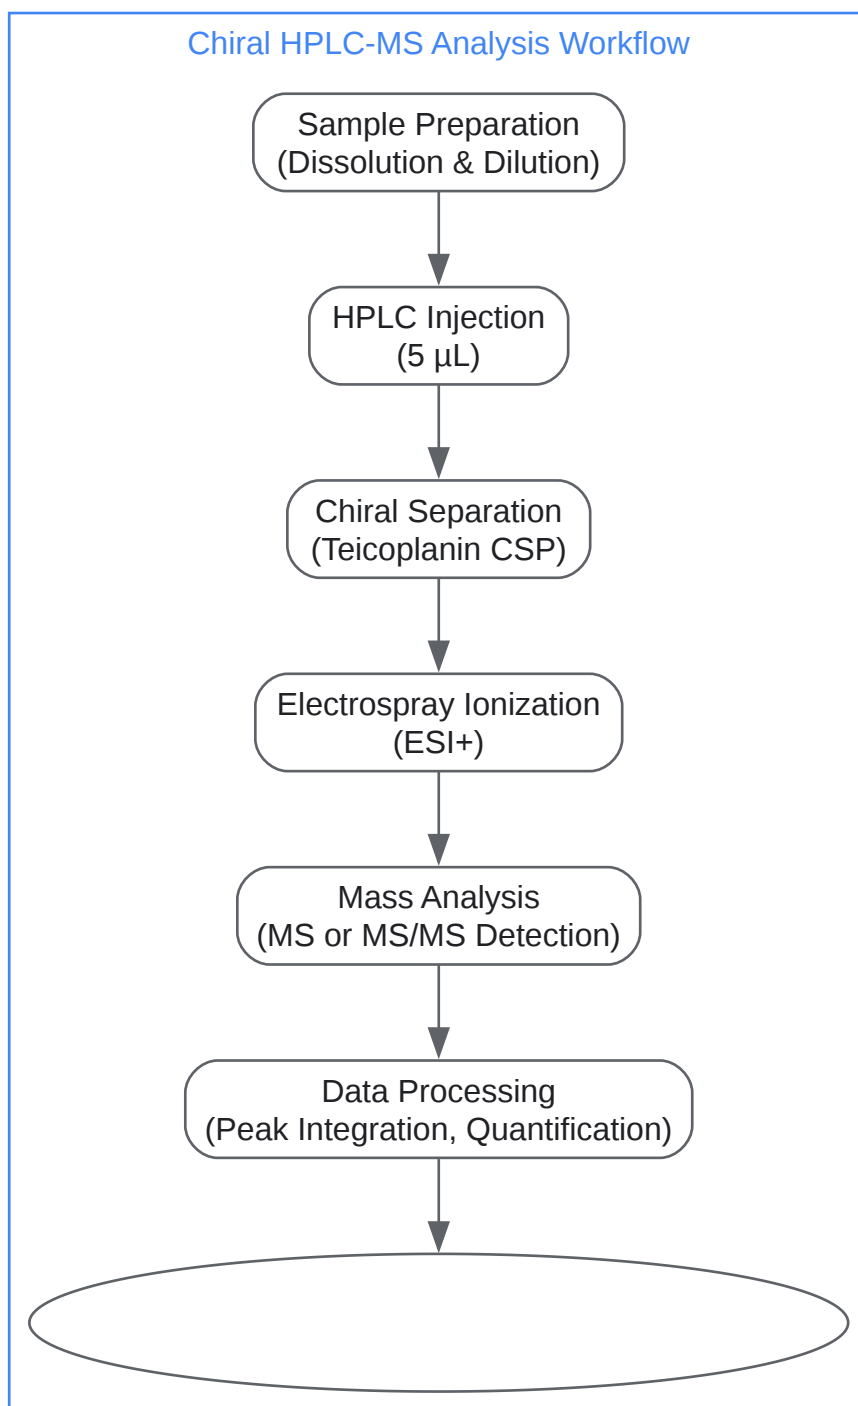 Chiral HPLC-MS Analysis Workflow
Sample Preparation
(Dissolution & Dilution)
HPLC Injection
(5 µL)
Chiral Separation
(Teicoplanin CSP)
Electrospray Ionization
(ESI+)
Mass Analysis
(MS or MS/MS Detection)
Data Processing
(Peak Integration, Quantification)